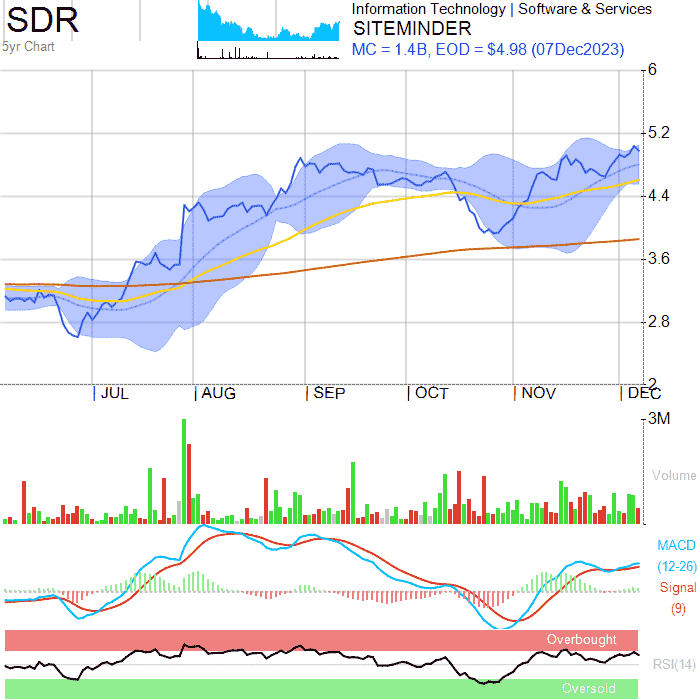 SDR
5yr Chart
Information Technology | Software & Services
SITEMINDER
MC = 1.4B, EOD = $4.98 (07Dec2023)
6
5.2
4.4
3.6
2.8
2
JUL AUG SEP OCT NOV DEC
3M
Volume
MACD
(12-26)
Signal
(9)
Overbought
RSI(14)
Oversold